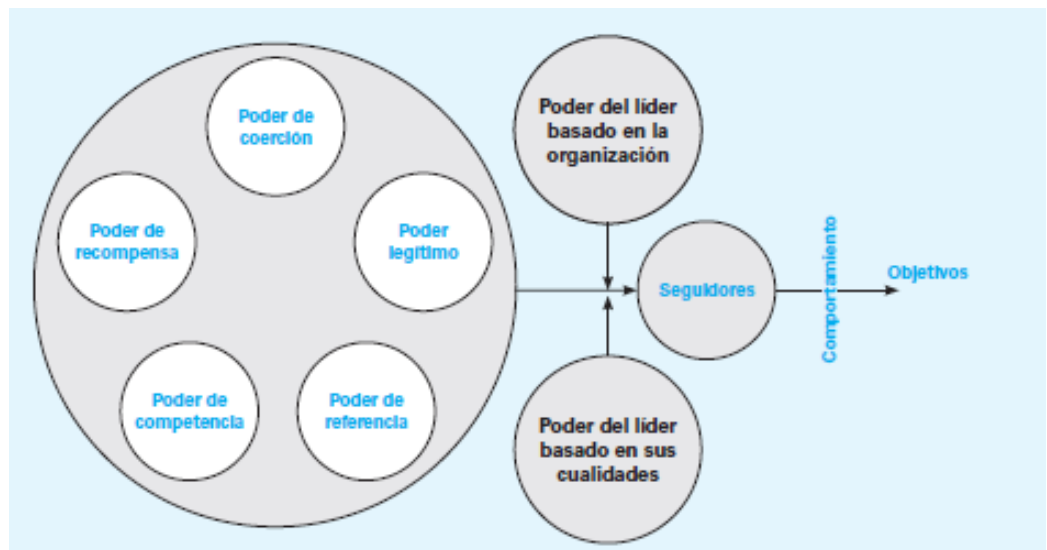 Poder de
coerción
Poder de
recompensa
Poder
legítimo
Poder de
competencia
Poder de
referencia
Poder del líder
basado en la
organización
Seguidores
Poder del líder
basado en sus
cualidades
Comportamiento
Objetivos